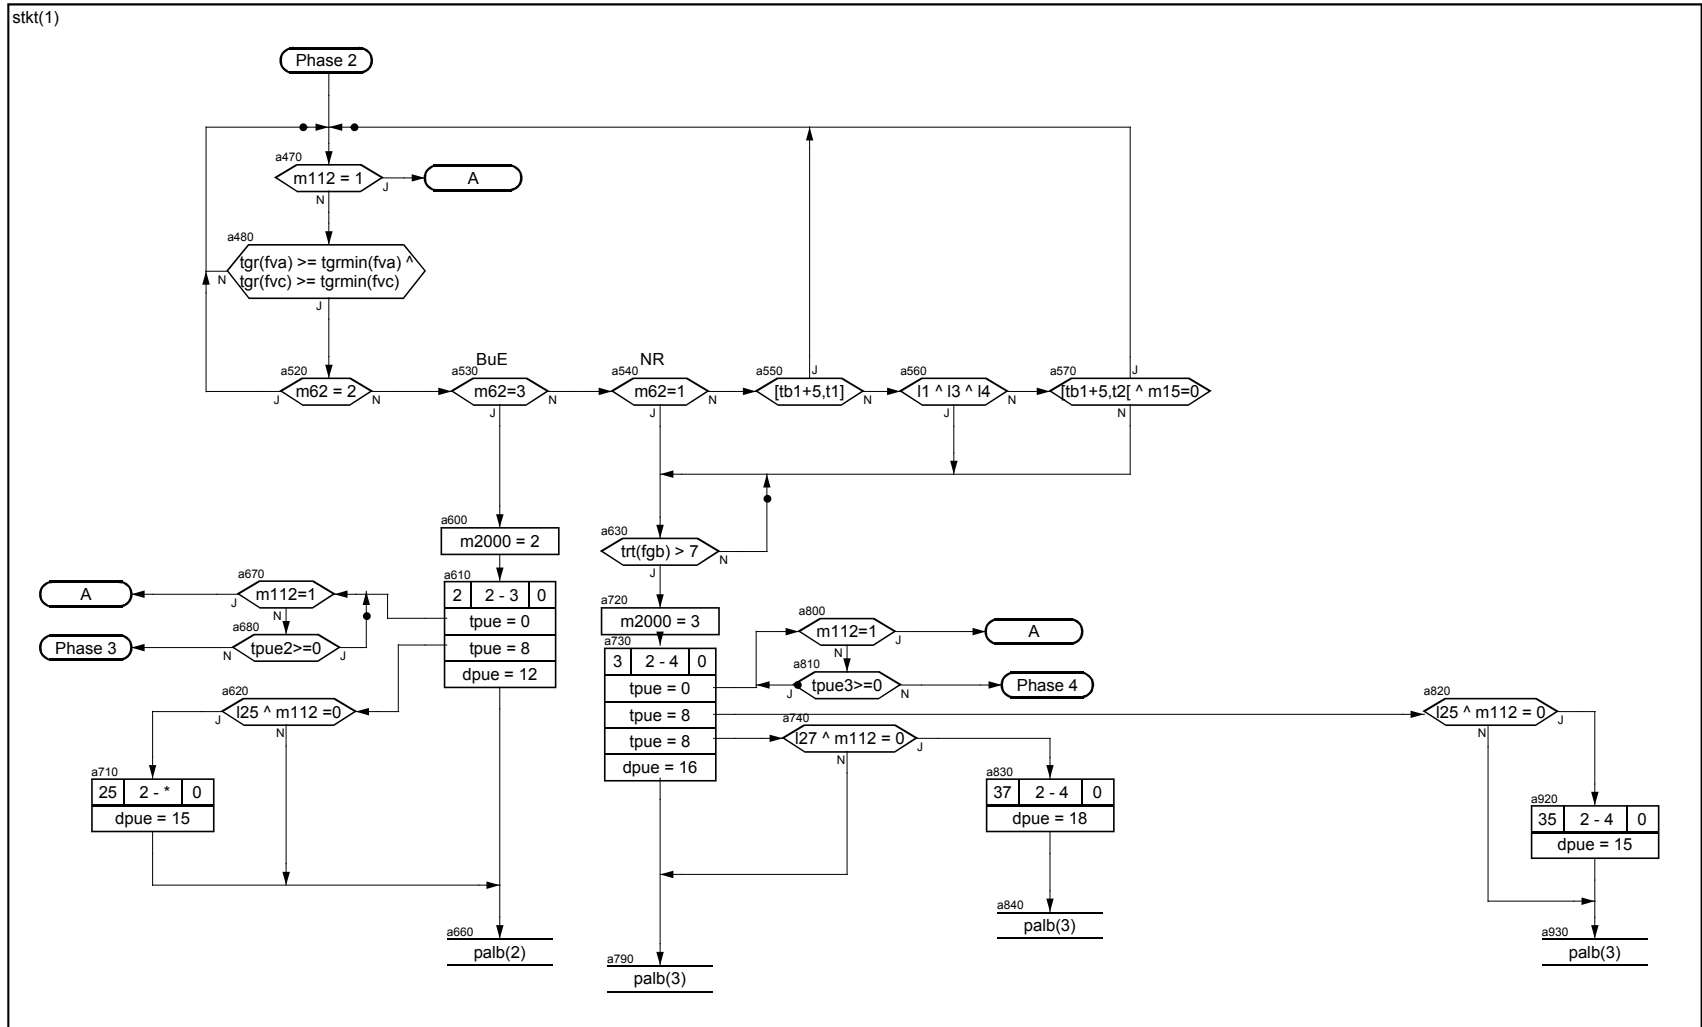 stkt(1)
Phase 2
a470
m112 = 1
J
A
N
a480
tgr(fva) >= tgrmin(fva) ^
tgr(fvc) >= tgrmin(fvc)
N
J
BuE
NR
a520
m62 = 2
J
N
a530
m62=3
J
N
a540
m62=1
J
N
a550
[tb1+5,t1]
J
N
a560
l1 ^ l3 ^ l4
J
N
a570
[tb1+5,t2[ ^ m15=0
J
N
a600
m2000 = 2
a630
trt(fgb) > 7
N
J
a610
2 2 - 3 0
tpue = 0
tpue = 8
dpue = 12
a670
m112=1
J
N
A
a680
tpue2>=0
N
J
Phase 3
a620
l25 ^ m112 =0
J
N
a710
25 2 - * 0
dpue = 15
a660
palb(2)
a720
m2000 = 3
a730
3 2 - 4 0
tpue = 0
tpue = 8
tpue = 8
dpue = 16
a800
m112=1
J
N
A
a810
tpue3>=0
J
N
Phase 4
a740
l27 ^ m112 = 0
J
N
a820
l25 ^ m112 = 0
J
N
a830
37 2 - 4 0
dpue = 18
a920
35 2 - 4 0
dpue = 15
a840
palb(3)
a790
palb(3)
a930
palb(3)